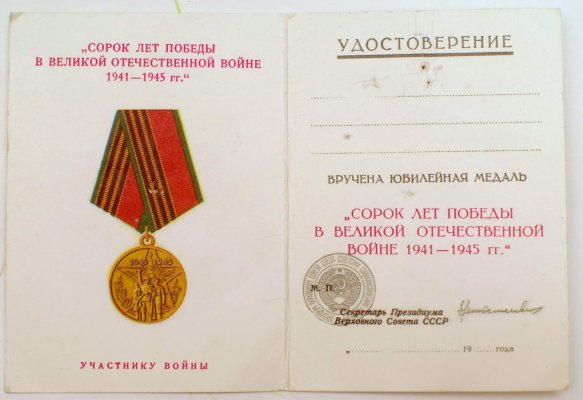 „СОРОК ЛЕТ ПОБЕДЫ
В ВЕЛИКОЙ ОТЕЧЕСТВЕННОЙ ВОЙНЕ
1941—1945 гг.“
1945 1985
УЧАСТНИКУ ВОЙНЫ
УДОСТОВЕРЕНИЕ
ВРУЧЕНА ЮБИЛЕЙНАЯ МЕДАЛЬ
„СОРОК ЛЕТ ПОБЕДЫ
В ВЕЛИКОЙ ОТЕЧЕСТВЕННОЙ
ВОЙНЕ 1941—1945 гг.“
М. П.
Секретарь Президиума
Верховного Совета СССР
„ 19 года